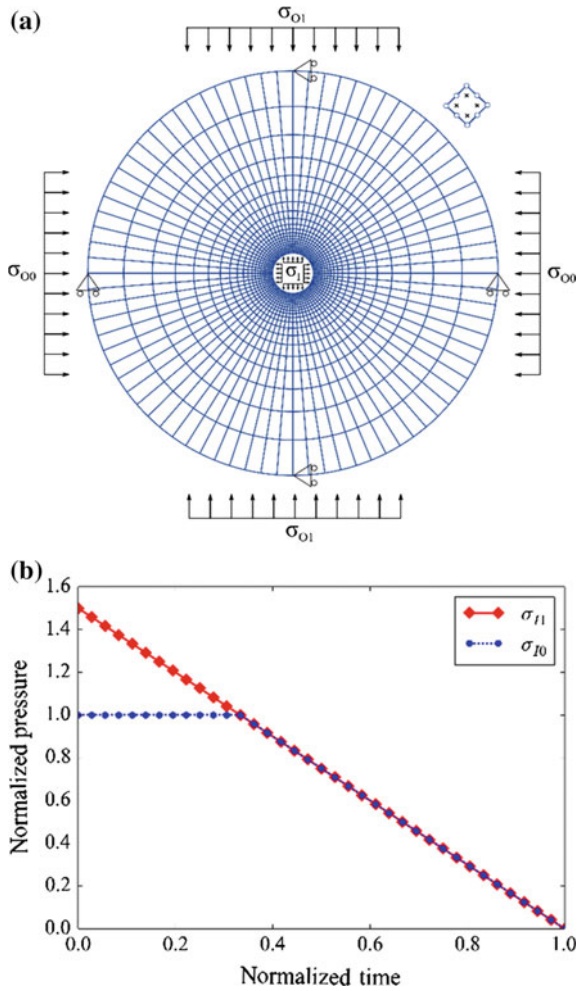 (a)
σO1
σO0
σI
σO0
σO1
(b)
1.6
1.4
1.2
1.0
0.8
0.6
0.4
0.2
0.0
Normalized pressure
σI1
σI0
0.0 0.2 0.4 0.6 0.8 1.0
Normalized time